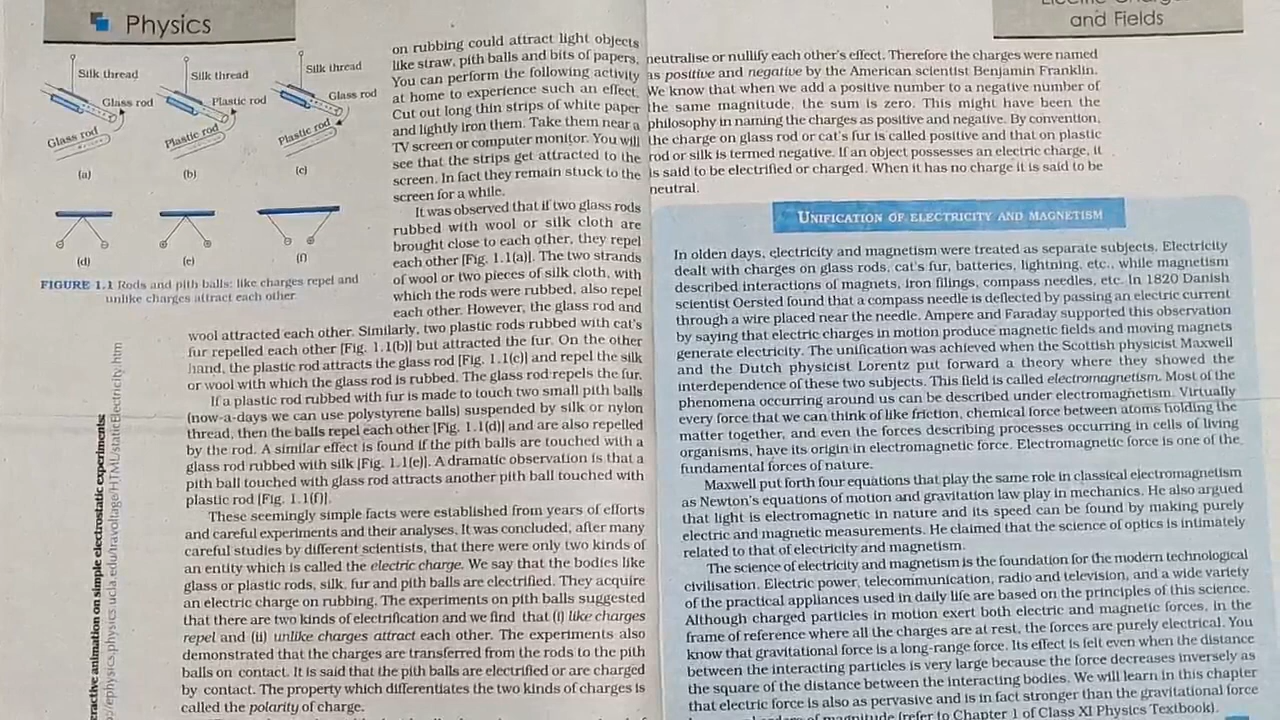 Physics
Silk thread
Silk thread
Silk thread
Glass rod
Plastic rod
Glass rod
Glass rod
Plastic rod
Plastic rod
(a)
(b)
(c)
(d)
(e)
(f)
FIGURE 1.1 Rods and pith balls: like charges repel and
unlike charges attract each other.
on rubbing could attract light objects
like straw, pith balls and bits of papers.
You can perform the following activity
at home to experience such an effect.
Cut out long thin strips of white paper
and lightly iron them. Take them near a
TV screen or computer monitor. You will
see that the strips get attracted to the
screen. In fact they remain stuck to the
screen for a while.
It was observed that if two glass rods
rubbed with wool or silk cloth are
brought close to each other, they repel
each other [Fig. 1.1(a)]. The two strands
of wool or two pieces of silk cloth, with
which the rods were rubbed, also repel
each other. However, the glass rod and
wool attracted each other. Similarly, two plastic rods rubbed with cat's
fur repelled each other [Fig. 1.1(b)] but attracted the fur. On the other
hand, the plastic rod attracts the glass rod [Fig. 1.1(c)] and repel the silk
or wool with which the glass rod is rubbed. The glass rod repels the fur.
If a plastic rod rubbed with fur is made to touch two small pith balls
(now-a-days we can use polystyrene balls) suspended by silk or nylon
thread, then the balls repel each other [Fig. 1.1(d)] and are also repelled
by the rod. A similar effect is found if the pith balls are touched with a
glass rod rubbed with silk [Fig. 1.1(e)]. A dramatic observation is that a
pith ball touched with glass rod attracts another pith ball touched with
plastic rod [Fig. 1.1(f)].
These seemingly simple facts were established from years of efforts
and careful experiments and their analyses. It was concluded, after many
careful studies by different scientists, that there were only two kinds of
an entity which is called the electric charge. We say that the bodies like
glass or plastic rods, silk, fur and pith balls are electrified. They acquire
an electric charge on rubbing. The experiments on pith balls suggested
that there are two kinds of electrification and we find that (i) like charges
repel and (ii) unlike charges attract each other. The experiments also
demonstrated that the charges are transferred from the rods to the pith
balls on contact. It is said that the pith balls are electrified or are charged
by contact. The property which differentiates the two kinds of charges is
called the polarity of charge.
eractive animation on simple electrostatic experiments
p://ephysics.physics.ucla.edu/travoltage/HTML/staticElectricity.htm
and Fields
neutralise or nullify each other's effect. Therefore the charges were named
as positive and negative by the American scientist Benjamin Franklin.
We know that when we add a positive number to a negative number of
the same magnitude, the sum is zero. This might have been the
philosophy in naming the charges as positive and negative. By convention,
the charge on glass rod or cat's fur is called positive and that on plastic
rod or silk is termed negative. If an object possesses an electric charge, it
is said to be electrified or charged. When it has no charge it is said to be
neutral.
UNIFICATION OF ELECTRICITY AND MAGNETISM
In olden days, electricity and magnetism were treated as separate subjects. Electricity
dealt with charges on glass rods, cat's fur, batteries, lightning, etc., while magnetism
described interactions of magnets, iron filings, compass needles, etc. In 1820 Danish
scientist Oersted found that a compass needle is deflected by passing an electric current
through a wire placed near the needle. Ampere and Faraday supported this observation
by saying that electric charges in motion produce magnetic fields and moving magnets
generate electricity. The unification was achieved when the Scottish physicist Maxwell
and the Dutch physicist Lorentz put forward a theory where they showed the
interdependence of these two subjects. This field is called electromagnetism. Most of the
phenomena occurring around us can be described under electromagnetism. Virtually
every force that we can think of like friction, chemical force between atoms holding the
matter together, and even the forces describing processes occurring in cells of living
organisms, have its origin in electromagnetic force. Electromagnetic force is one of the
fundamental forces of nature.
Maxwell put forth four equations that play the same role in classical electromagnetism
as Newton's equations of motion and gravitation law play in mechanics. He also argued
that light is electromagnetic in nature and its speed can be found by making purely
electric and magnetic measurements. He claimed that the science of optics is intimately
related to that of electricity and magnetism.
The science of electricity and magnetism is the foundation for the modern technological
civilisation. Electric power, telecommunication, radio and television, and a wide variety
of the practical appliances used in daily life are based on the principles of this science.
Although charged particles in motion exert both electric and magnetic forces, in the
frame of reference where all the charges are at rest, the forces are purely electrical. You
know that gravitational force is a long-range force. Its effect is felt even when the distance
between the interacting particles is very large because the force decreases inversely as
the square of the distance between the interacting bodies. We will learn in this chapter
that electric force is also as pervasive and is in fact stronger than the gravitational force
of magnitude (refer to Chapter 1 of Class XI Physics Textbook).